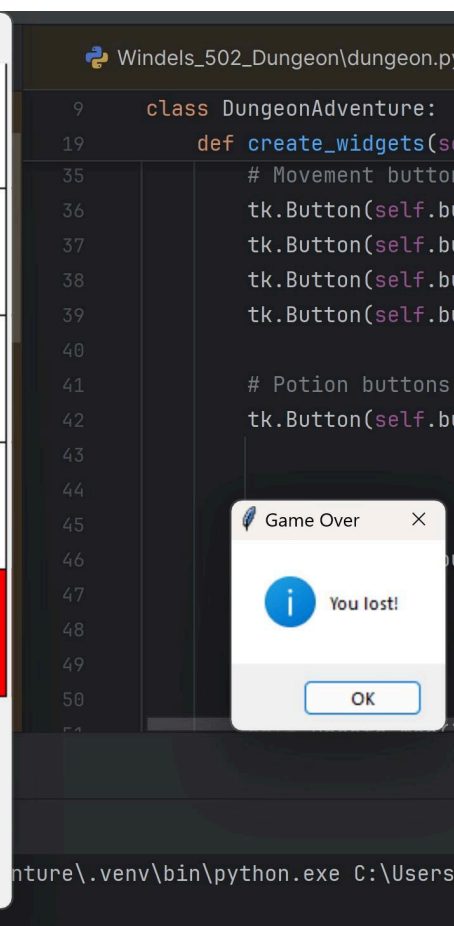 Windels_502_Dungeon\dungeon.py
9 class DungeonAdventure:
19 def create_widgets(se
35 # Movement button
36 tk.Button(self.bu
37 tk.Button(self.bu
38 tk.Button(self.bu
39 tk.Button(self.bu
40
41 # Potion buttons
42 tk.Button(self.bu
43
44
45
46
47
48
49
50
51
Game Over
You lost!
OK
nture\.venv\bin\python.exe C:\Users